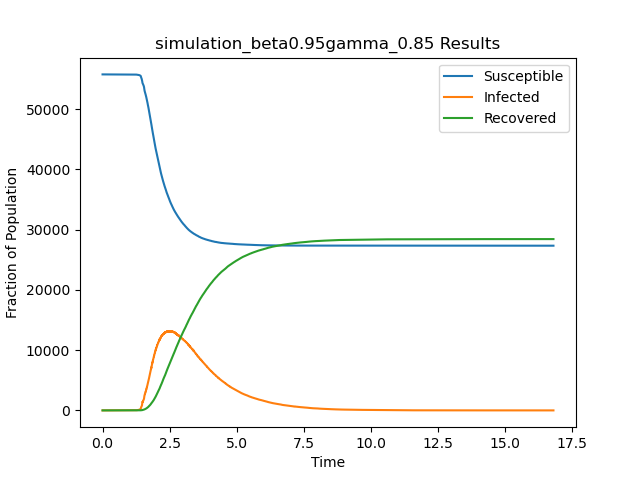 simulation_beta0.95gamma_0.85 Results
Susceptible
Infected
Recovered
Fraction of Population
50000
40000
30000
20000
10000
0
0.0 2.5 5.0 7.5 10.0 12.5 15.0 17.5
Time